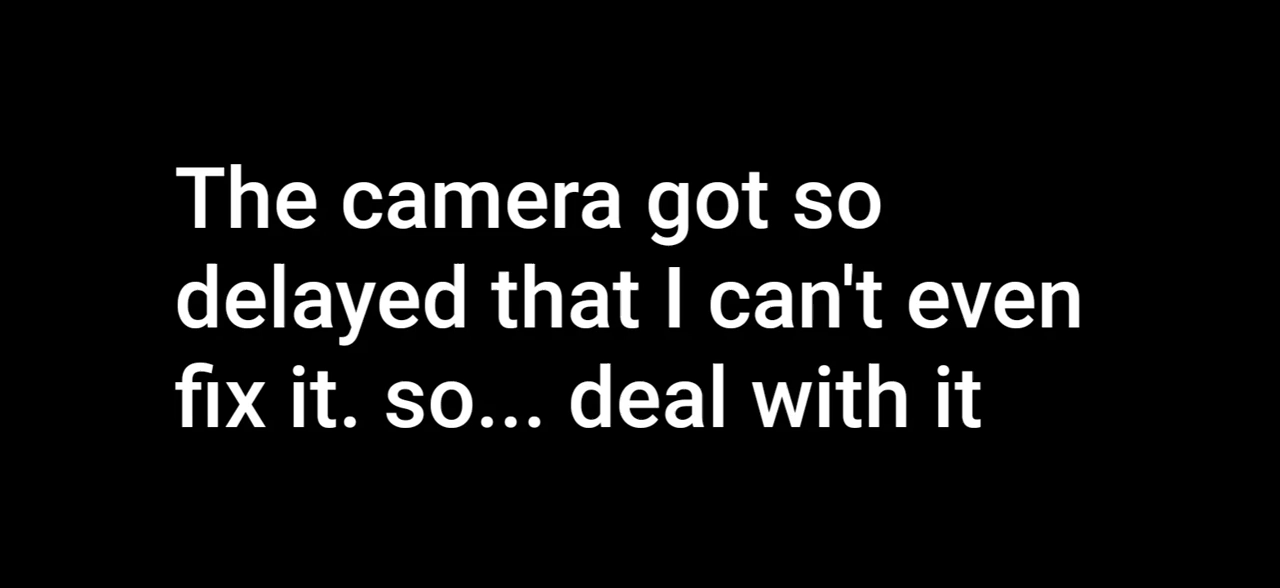 The camera got so
delayed that I can't even
fix it. so... deal with it